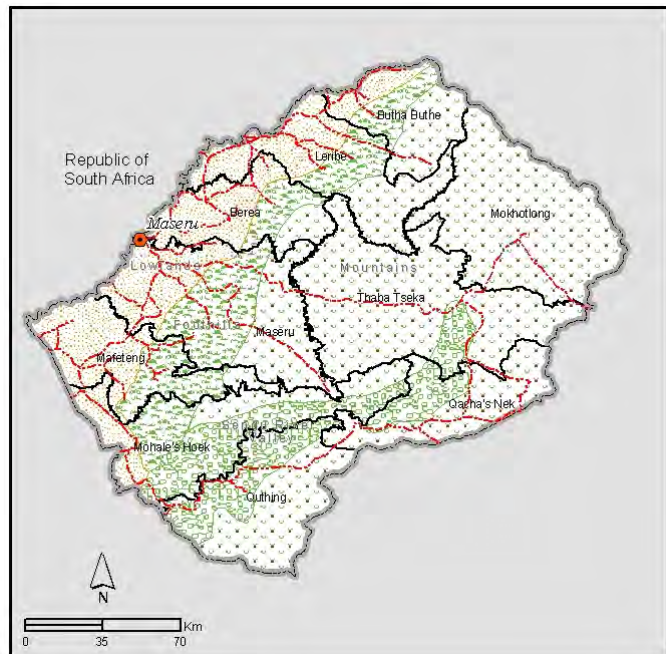 Butha Buthe
Leribe
Republic of
South Africa
Mokhotlong
Berea
Maseru
Lowlands
Mountains
Thaba Tseka
Foothills
Maseru
Mafeteng
Qacha's Nek
Senqu River
Valley
Mohale's Hoek
Quthing
N
Km
0 35 70